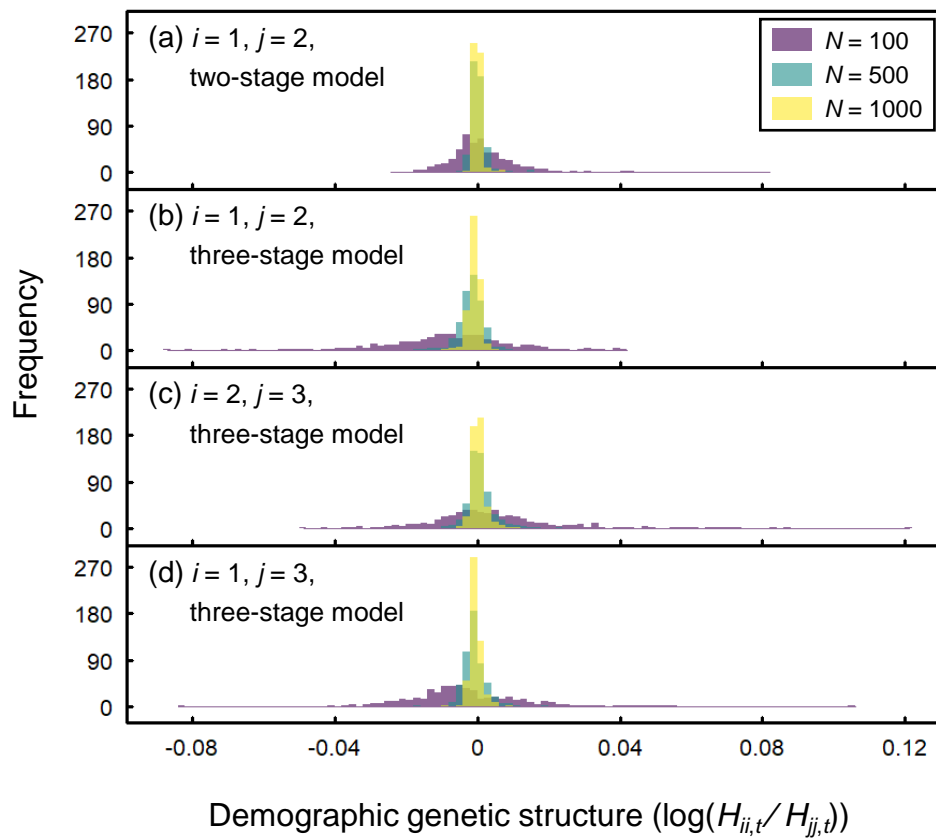 (a) i = 1, j = 2,
two-stage model
N = 100
N = 500
N = 1000
270
180
90
0
(b) i = 1, j = 2,
three-stage model
270
180
90
0
(c) i = 2, j = 3,
three-stage model
270
180
90
0
(d) i = 1, j = 3,
three-stage model
270
180
90
0
Frequency
-0.08 -0.04 0 0.04 0.08 0.12
Demographic genetic structure (log(Hii,t/Hjj,t))